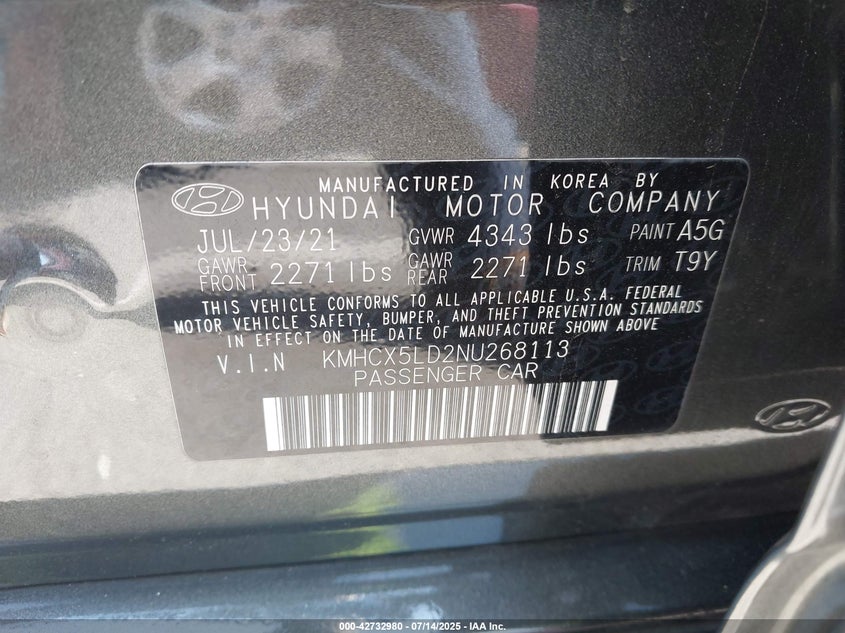 MANUFACTURED IN KOREA BY
HYUNDAI MOTOR COMPANY
JUL/23/21 GVWR 4343 lbs PAINT A5G
GAWR FRONT 2271 lbs GAWR REAR 2271 lbs TRIM T9Y
THIS VEHICLE CONFORMS TO ALL APPLICABLE U.S.A. FEDERAL
MOTOR VEHICLE SAFETY, BUMPER, AND THEFT PREVENTION STANDARDS
IN EFFECT ON THE DATE OF MANUFACTURE SHOWN ABOVE
V.I.N KMHCX5LD2NU268113
PASSENGER CAR
000-42732980 - 07/14/2025 - IAA Inc.